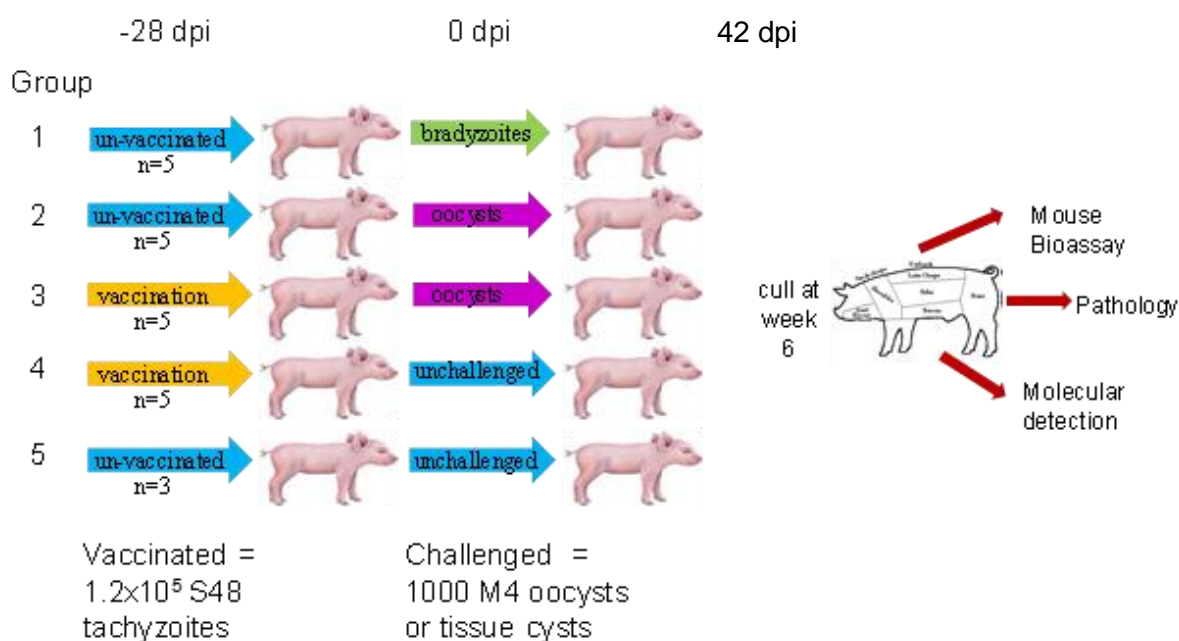 -28 dpi
0 dpi
42 dpi
Group
1
un-vaccinated
n=5
bradyzoites
2
un-vaccinated
n=5
oocysts
3
vaccination
n=5
oocysts
4
vaccination
n=5
unchallenged
5
un-vaccinated
n=3
unchallenged
cull at
week
6
Mouse
Bioassay
Pathology
Molecular
detection
Vaccinated =
1.2x10⁵ S48
tachyzoites
Challenged =
1000 M4 oocysts
or tissue cysts